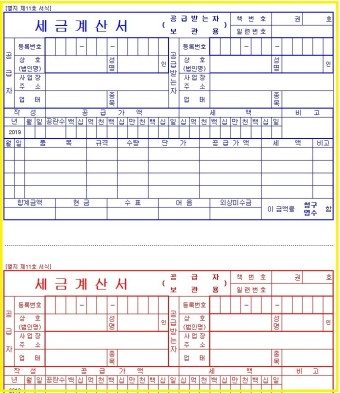 [별지 제11호 서식]
세금계산서 ( 공급받는자 보관용 ) 책번호 권 호
일련번호
공급자 등록번호 - - 공급받는자 등록번호 - -
상호 (법인명) 성명 인 상호 (법인명) 성명 인
사업장 주소 사업장 주소
업태 종목 업태 종목
작성 공급가액 세액 비고
년 월 일 공란수 백 십 억 천 백 십 만 천 백 십 일 십 억 천 백 십 만 천 백 십 일
2019
월 일 품목 규격 수량 단가 공급가액 세액 비고
합계금액 현금 수표 어음 외상미수금 이 금액을 청구 영수 함
[별지 제11호 서식]
세금계산서 ( 공급자 보관용 ) 책번호 권 호
일련번호
공급자 등록번호 - - 공급받는자 등록번호 - -
상호 (법인명) 성명 인 상호 (법인명) 성명 인
사업장 주소 사업장 주소
업태 종목 업태 종목
작성 공급가액 세액 비고
년 월 일 공란수 백 십 억 천 백 십 만 천 백 십 일 십 억 천 백 십 만 천 백 십 일